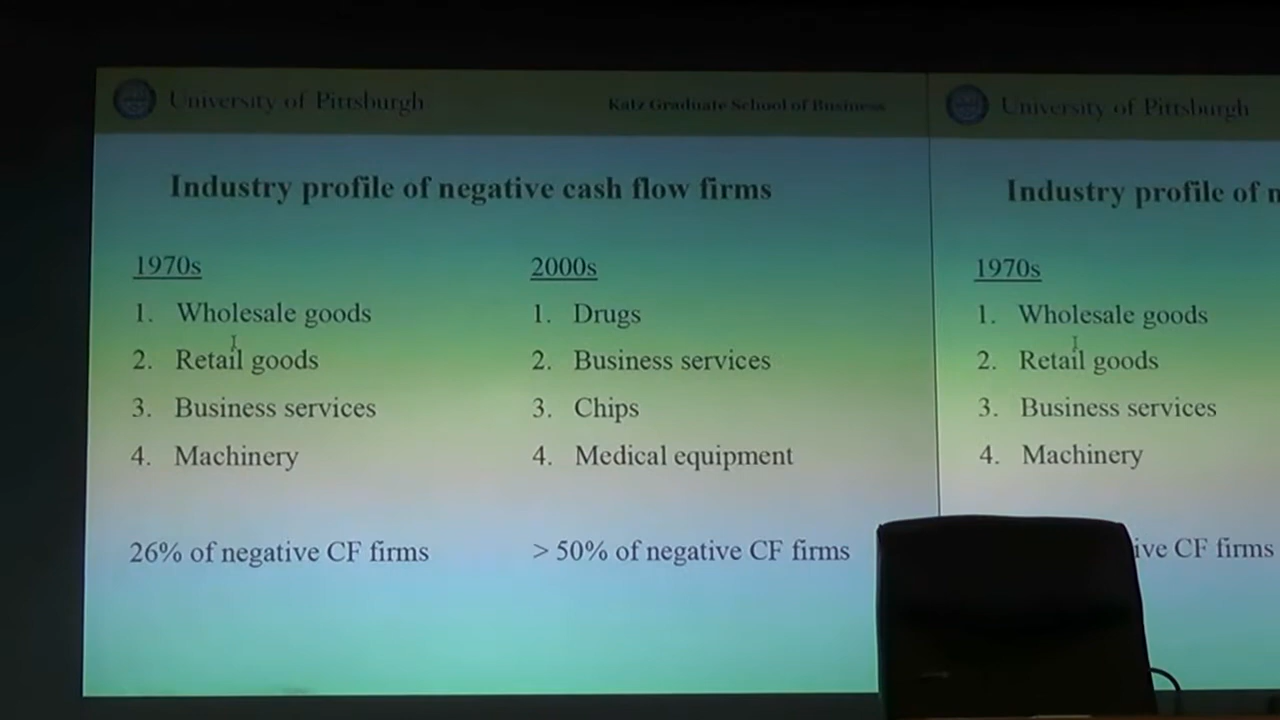 University of Pittsburgh
Katz Graduate School of Business
Industry profile of negative cash flow firms
1970s
1. Wholesale goods
2. Retail goods
3. Business services
4. Machinery
26% of negative CF firms
2000s
1. Drugs
2. Business services
3. Chips
4. Medical equipment
> 50% of negative CF firms
University of Pittsburgh
Industry profile of n
1970s
1. Wholesale goods
2. Retail goods
3. Business services
4. Machinery
ive CF firms